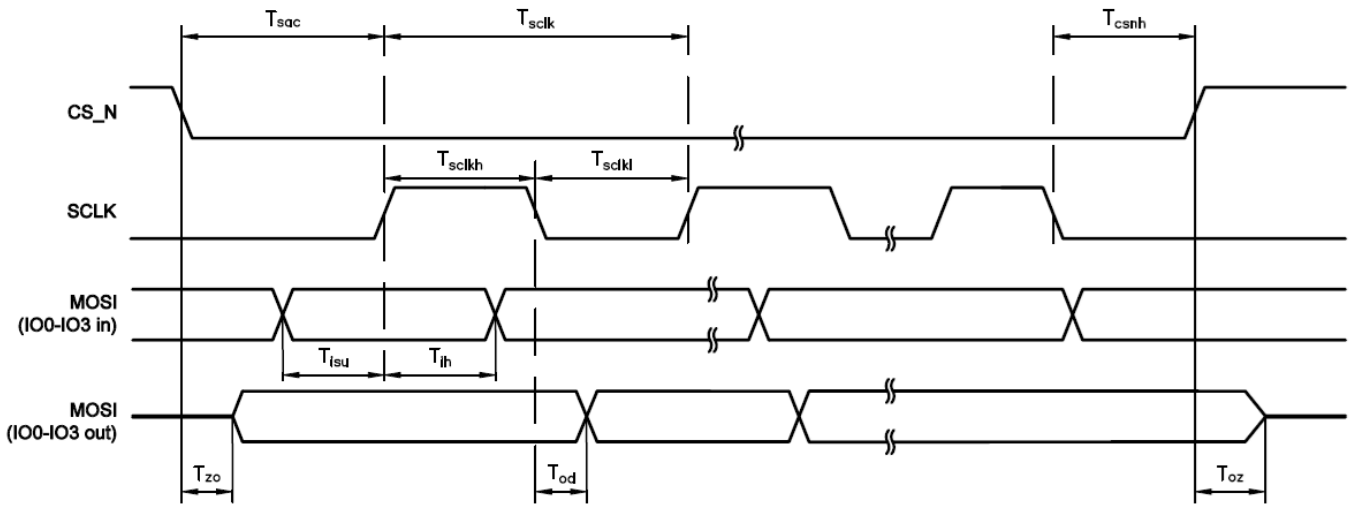 Tsac
Tsclk
Tcsnh
CS_N
Tsclkh
Tsclkl
SCLK
MOSI
(IO0-IO3 in)
Tisu
Tih
MOSI
(IO0-IO3 out)
Tzo
Tod
Toz